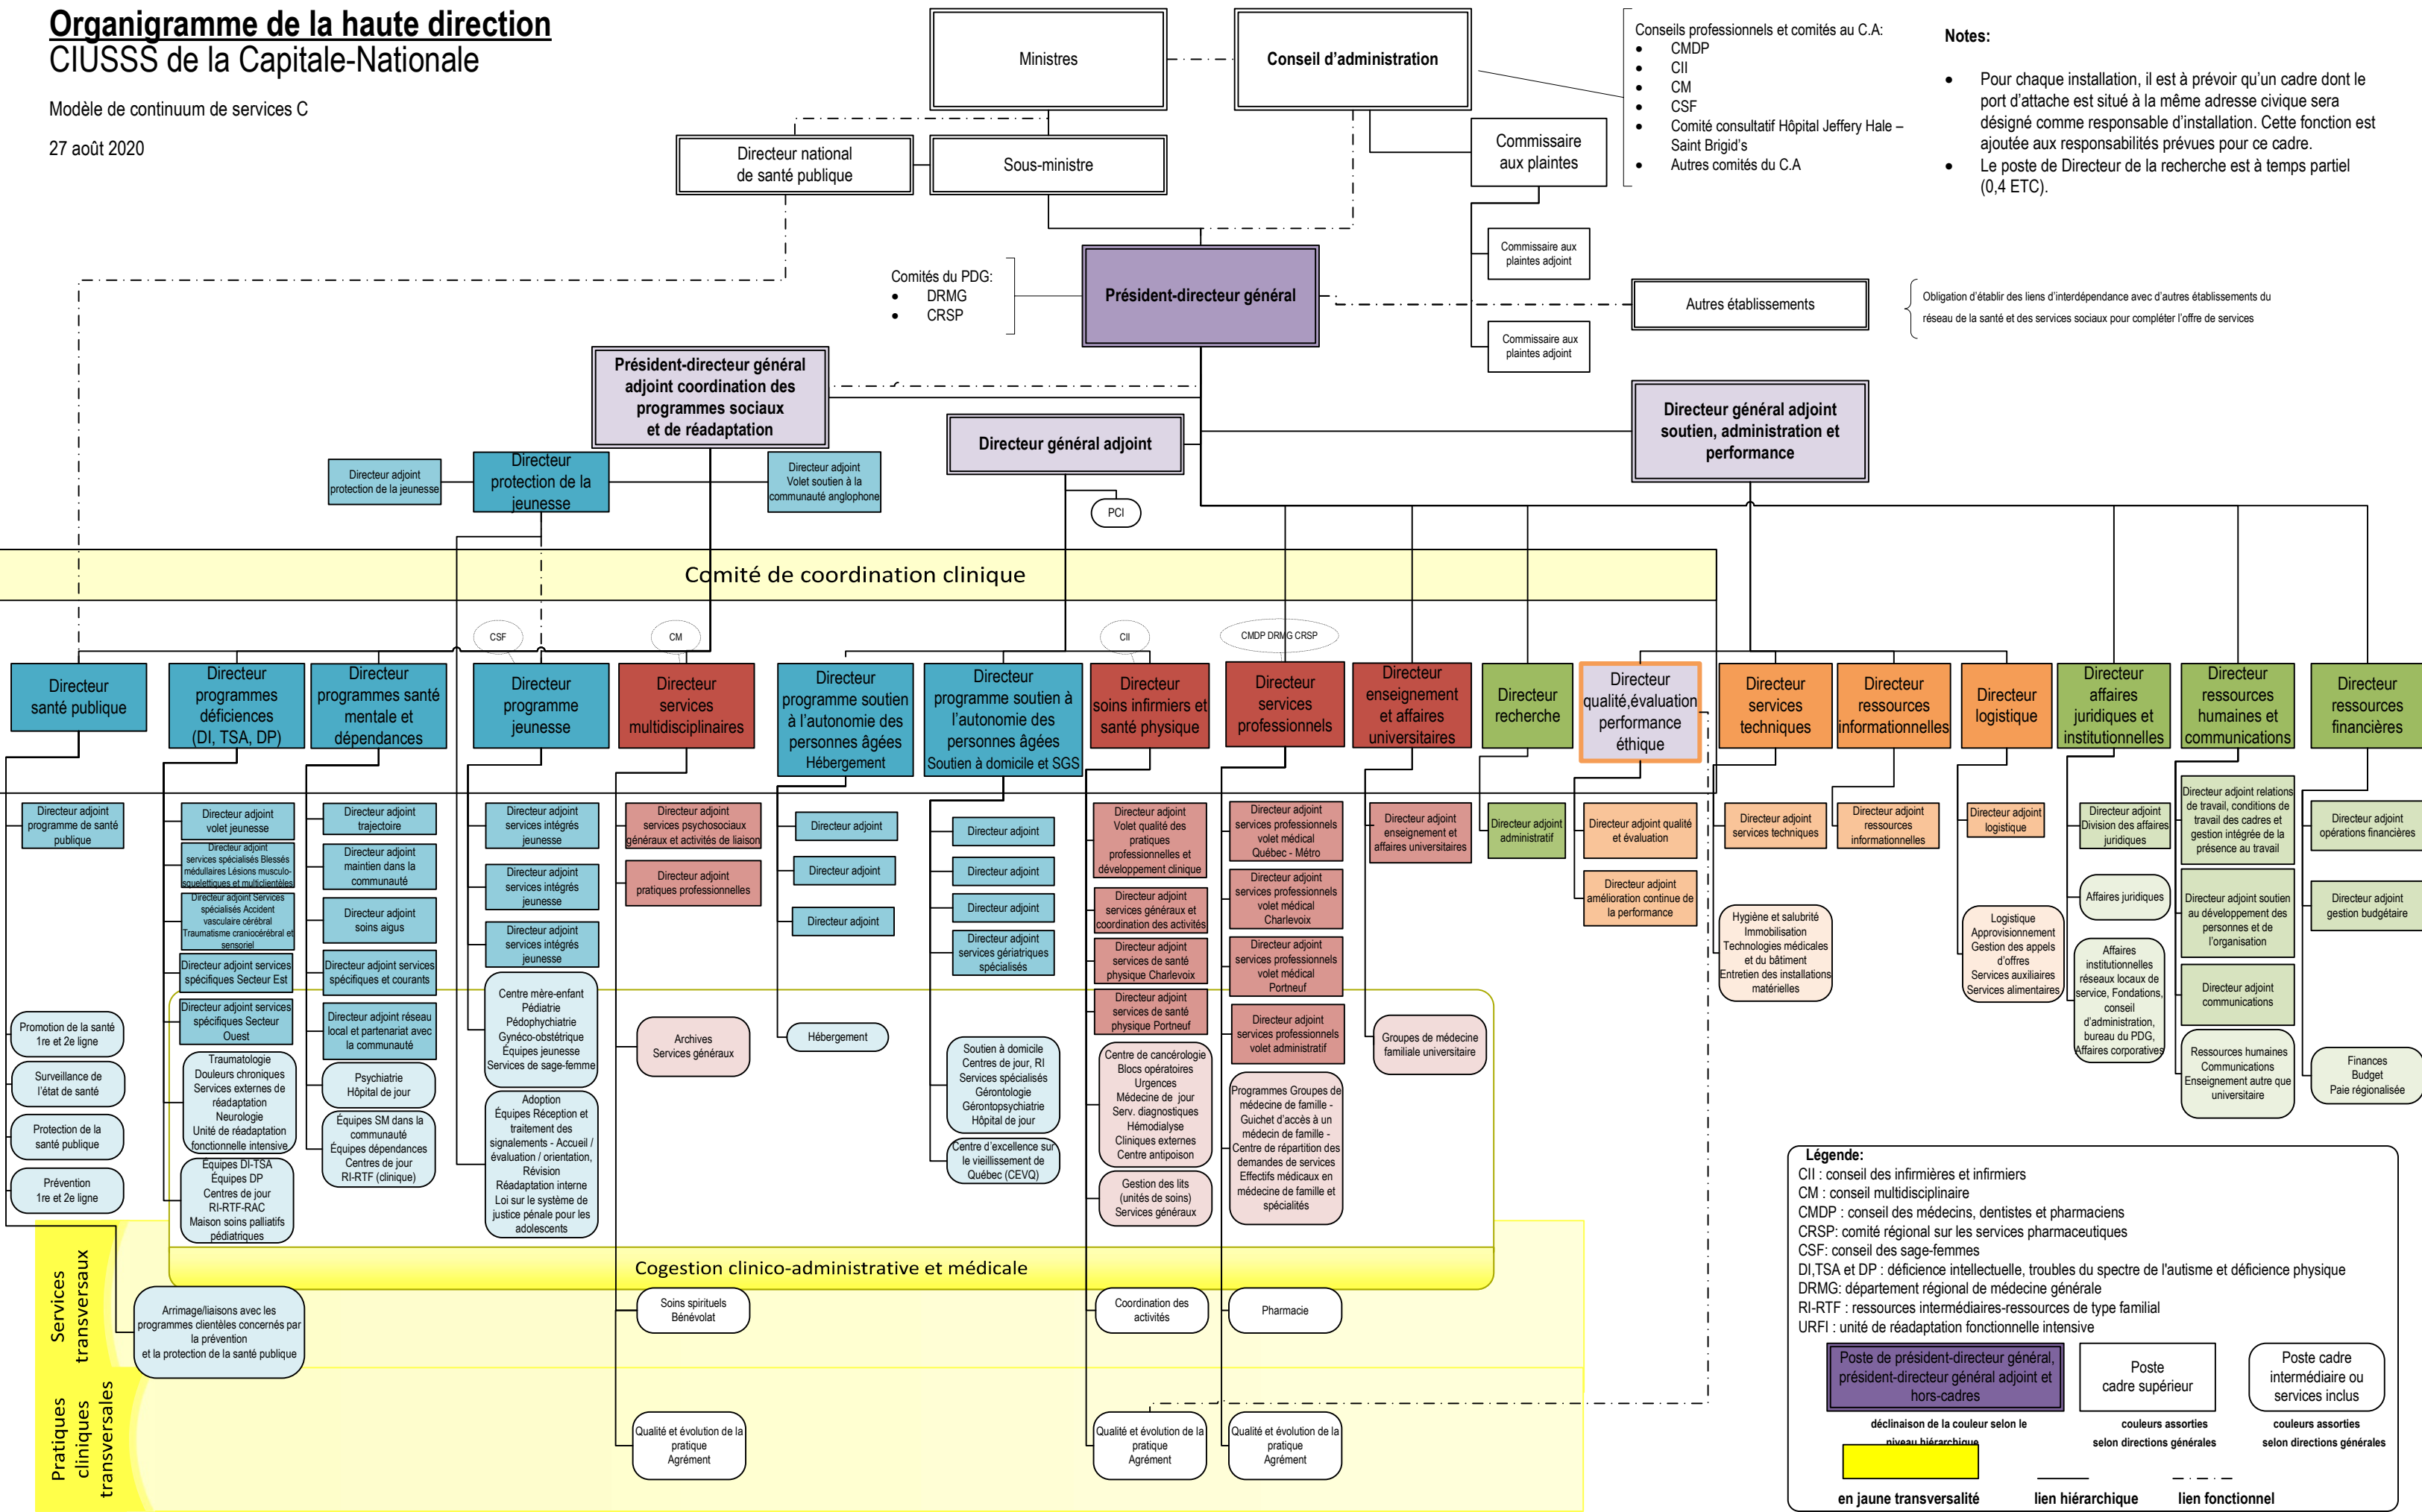 Organigramme de la haute direction
CIUSSS de la Capitale-Nationale
Modèle de continuum de services C
27 août 2020
Ministres
Conseil d'administration
Conseils professionnels et comités au C.A:
• CMDP
• CII
• CM
• CSF
• Comité consultatif Hôpital Jeffery Hale –
Saint Brigid's
• Autres comités du C.A
Notes:
• Pour chaque installation, il est à prévoir qu'un cadre dont le
port d'attache est situé à la même adresse civique sera
désigné comme responsable d'installation. Cette fonction est
ajoutée aux responsabilités prévues pour ce cadre.
• Le poste de Directeur de la recherche est à temps partiel
(0,4 ETC).
Directeur national
de santé publique
Sous-ministre
Commissaire
aux plaintes
Commissaire aux
plaintes adjoint
Commissaire aux
plaintes adjoint
Comités du PDG:
• DRMG
• CRSP
Président-directeur général
Autres établissements
Obligation d'établir des liens d'interdépendance avec d'autres établissements du
réseau de la santé et des services sociaux pour compléter l'offre de services
Président-directeur général
adjoint coordination des
programmes sociaux
et de réadaptation
Directeur général adjoint
Directeur général adjoint
soutien, administration et
performance
Directeur adjoint
protection de la jeunesse
Directeur
protection de la
jeunesse
Directeur adjoint
Volet soutien à la
communauté anglophone
PCI
Comité de coordination clinique
CSF
CM
CII
CMDP DRMG CRSP
Directeur
santé publique
Directeur
programmes
déficiences
(DI, TSA, DP)
Directeur
programmes santé
mentale et
dépendances
Directeur
programme
jeunesse
Directeur
services
multidisciplinaires
Directeur
programme soutien
à l'autonomie des
personnes âgées
Hébergement
Directeur
programme soutien à
l'autonomie des
personnes âgées
Soutien à domicile et SGS
Directeur
soins infirmiers et
santé physique
Directeur
services
professionnels
Directeur
enseignement
et affaires
universitaires
Directeur
recherche
Directeur
qualité,évaluation
performance
éthique
Directeur
services
techniques
Directeur
ressources
informationnelles
Directeur
logistique
Directeur
affaires
juridiques et
institutionnelles
Directeur
ressources
humaines et
communications
Directeur
ressources
financières
Directeur adjoint
programme de santé
publique
Promotion de la santé
1re et 2e ligne
Surveillance de
l'état de santé
Protection de la
santé publique
Prévention
1re et 2e ligne
Directeur adjoint
volet jeunesse
Directeur adjoint
services spécialisés Blessés
médullaires Lésions musculo-
squelettiques et multiclientèles
Directeur adjoint Services
spécialisés Accident
vasculaire cérébral
Traumatisme craniocérébral et
sensoriel
Directeur adjoint services
spécifiques Secteur Est
Directeur adjoint services
spécifiques Secteur
Ouest
Traumatologie
Douleurs chroniques
Services externes de
réadaptation
Neurologie
Unité de réadaptation
fonctionnelle intensive
Équipes DI-TSA
Équipes DP
Centres de jour
RI-RTF-RAC
Maison soins palliatifs
pédiatriques
Directeur adjoint
trajectoire
Directeur adjoint
maintien dans la
communauté
Directeur adjoint
soins aigus
Directeur adjoint services
spécifiques et courants
Directeur adjoint réseau
local et partenariat avec
la communauté
Psychiatrie
Hôpital de jour
Équipes SM dans la
communauté
Équipes dépendances
Centres de jour
RI-RTF (clinique)
Directeur adjoint
services intégrés
jeunesse
Directeur adjoint
services intégrés
jeunesse
Directeur adjoint
services intégrés
jeunesse
Centre mère-enfant
Pédiatrie
Pédophychiatrie
Gynéco-obstétrique
Équipes jeunesse
Services de sage-femme
Adoption
Équipes Réception et
traitement des
signalements - Accueil /
évaluation / orientation,
Révision
Réadaptation interne
Loi sur le système de
justice pénale pour les
adolescents
Directeur adjoint
services psychosociaux
généraux et activités de liaison
Directeur adjoint
pratiques professionnelles
Archives
Services généraux
Directeur adjoint
Directeur adjoint
Directeur adjoint
Hébergement
Directeur adjoint
Directeur adjoint
Directeur adjoint
Directeur adjoint
services gériatriques
spécialisés
Soutien à domicile
Centres de jour, RI
Services spécialisés
Gérontologie
Gérontopsychiatrie
Hôpital de jour
Centre d'excellence sur
le vieillissement de
Québec (CEVQ)
Directeur adjoint
Volet qualité des
pratiques
professionnelles et
développement clinique
Directeur adjoint
services généraux et
coordination des activités
Directeur adjoint
services de santé
physique Charlevoix
Directeur adjoint
services de santé
physique Portneuf
Centre de cancérologie
Blocs opératoires
Urgences
Médecine de jour
Serv. diagnostiques
Hémodialyse
Cliniques externes
Centre antipoison
Gestion des lits
(unités de soins)
Services généraux
Directeur adjoint
services professionnels
volet médical
Québec - Métro
Directeur adjoint
services professionnels
volet médical
Charlevoix
Directeur adjoint
services professionnels
volet médical
Portneuf
Directeur adjoint
services professionnels
volet administratif
Programmes Groupes de
médecine de famille -
Guichet d'accès à un
médecin de famille -
Centre de répartition des
demandes de services
Effectifs médicaux en
médecine de famille et
spécialités
Directeur adjoint
enseignement et
affaires universitaires
Groupes de médecine
familiale universitaire
Directeur adjoint
administratif
Directeur adjoint qualité
et évaluation
Directeur adjoint
amélioration continue de
la performance
Directeur adjoint
services techniques
Hygiène et salubrité
Immobilisation
Technologies médicales
et du bâtiment
Entretien des installations
matérielles
Directeur adjoint
ressources
informationnelles
Directeur adjoint
logistique
Logistique
Approvisionnement
Gestion des appels
d'offres
Services auxiliaires
Services alimentaires
Directeur adjoint
Division des affaires
juridiques
Affaires juridiques
Affaires
institutionnelles
réseaux locaux de
service, Fondations,
conseil
d'administration,
bureau du PDG,
Affaires corporatives
Directeur adjoint relations
de travail, conditions de
travail des cadres et
gestion intégrée de la
présence au travail
Directeur adjoint soutien
au développement des
personnes et de
l'organisation
Directeur adjoint
communications
Ressources humaines
Communications
Enseignement autre que
universitaire
Directeur adjoint
opérations financières
Directeur adjoint
gestion budgétaire
Finances
Budget
Paie régionalisée
Cogestion clinico-administrative et médicale
Services
transversaux
Arrimage/liaisons avec les
programmes clientèles concernés par
la prévention
et la protection de la santé publique
Soins spirituels
Bénévolat
Coordination des
activités
Pharmacie
Pratiques
cliniques
transversales
Qualité et évolution de la
pratique
Agrément
Qualité et évolution de la
pratique
Agrément
Qualité et évolution de la
pratique
Agrément
Légende:
CII : conseil des infirmières et infirmiers
CM : conseil multidisciplinaire
CMDP : conseil des médecins, dentistes et pharmaciens
CRSP: comité régional sur les services pharmaceutiques
CSF: conseil des sage-femmes
DI,TSA et DP : déficience intellectuelle, troubles du spectre de l'autisme et déficience physique
DRMG: département régional de médecine générale
RI-RTF : ressources intermédiaires-ressources de type familial
URFI : unité de réadaptation fonctionnelle intensive
Poste de président-directeur général,
président-directeur général adjoint et
hors-cadres
Poste
cadre supérieur
Poste cadre
intermédiaire ou
services inclus
déclinaison de la couleur selon le
niveau hiérarchique
couleurs assorties
selon directions générales
couleurs assorties
selon directions générales
en jaune transversalité
lien hiérarchique
lien fonctionnel